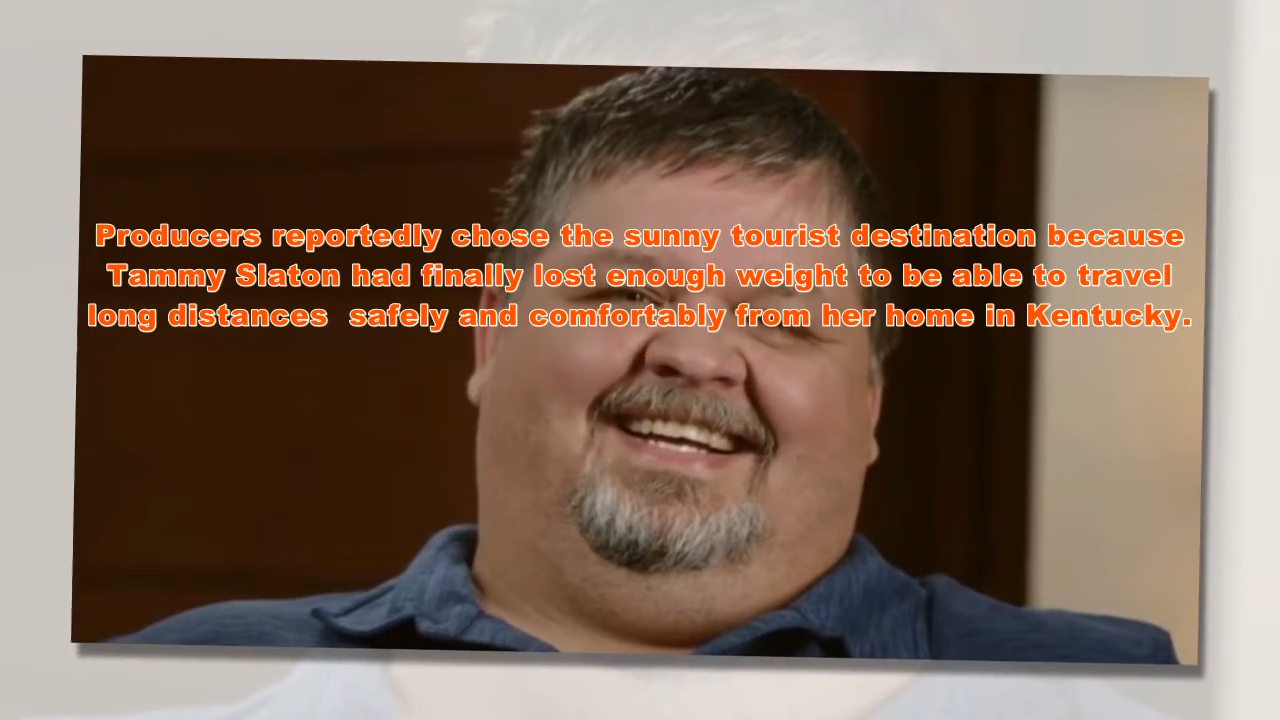 Producers reportedly chose the sunny tourist destination because
Tammy Slaton had finally lost enough weight to be able to travel
long distances  safely and comfortably from her home in Kentucky.